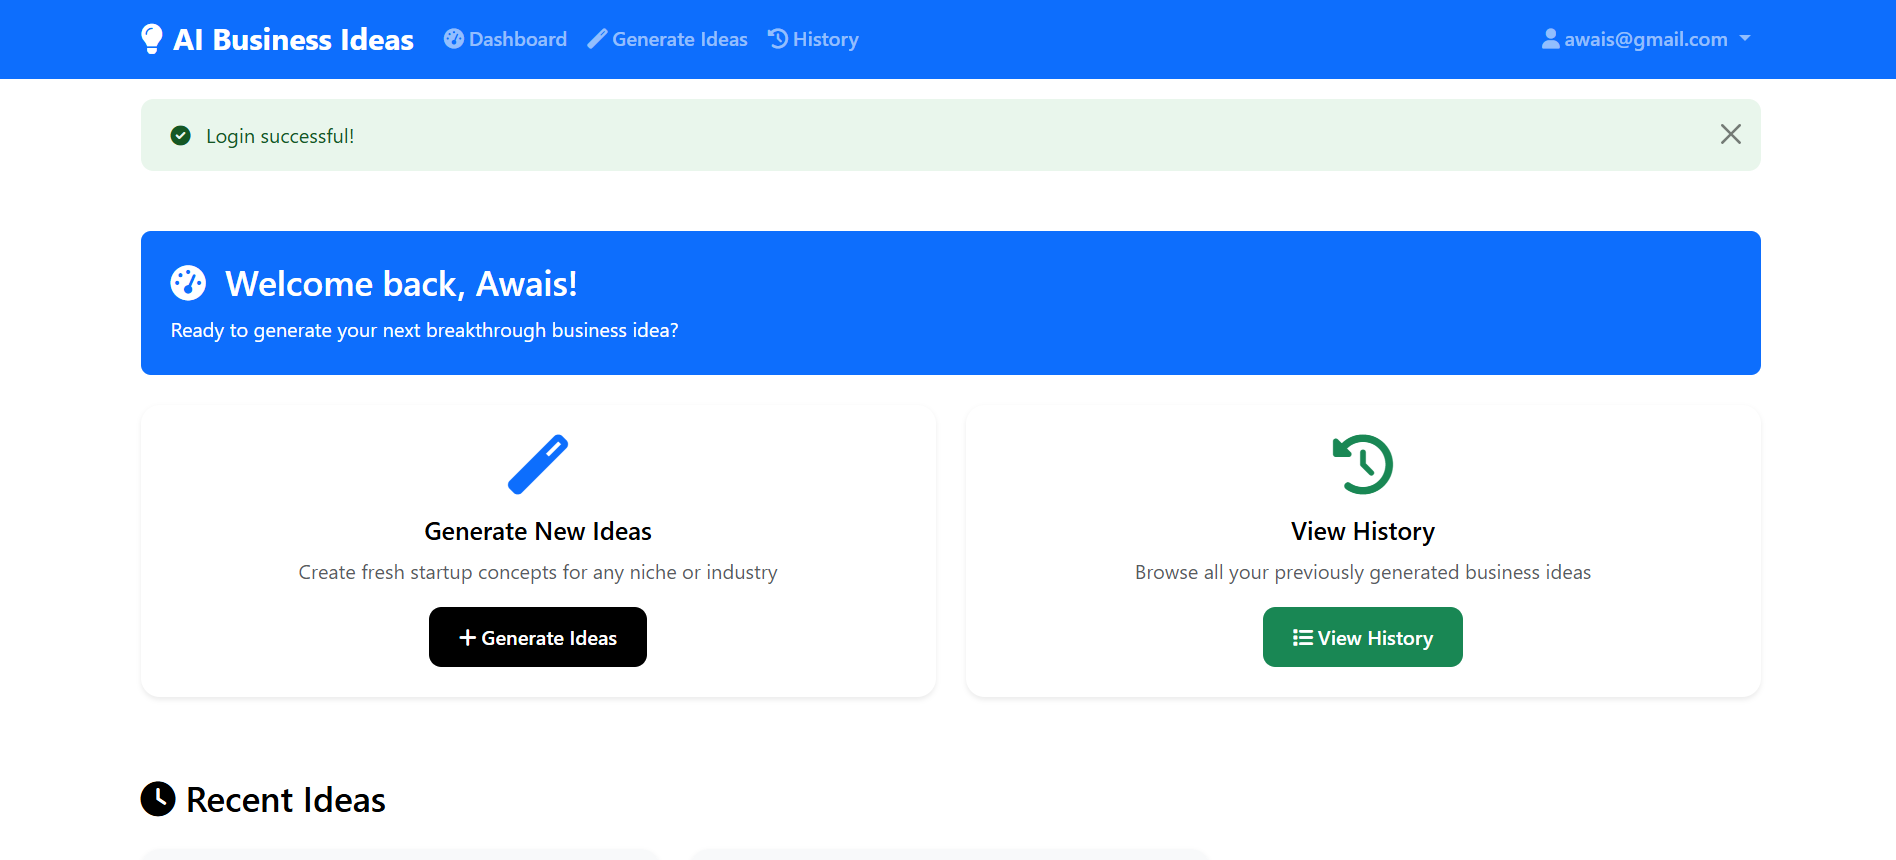 AI Business Ideas Dashboard Generate Ideas History awais@gmail.com
Login successful!
Welcome back, Awais!
Ready to generate your next breakthrough business idea?
Generate New Ideas
Create fresh startup concepts for any niche or industry
Generate Ideas
View History
Browse all your previously generated business ideas
View History
Recent Ideas